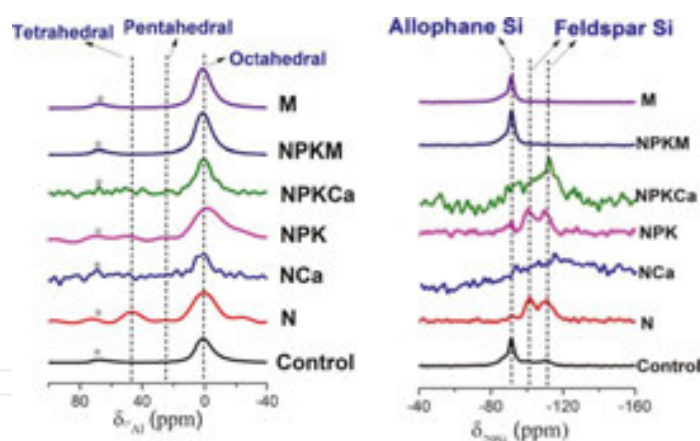 Tetrahedral
Pentahedral
Octahedral
M
NPKM
NPKCa
NPK
NCa
N
Control
80 40 0 -40
(ppm)
Allophane Si
Feldspar Si
M
NPKM
NPKCa
NPK
NCa
N
Control
-40 -80 -120 -160
(ppm)